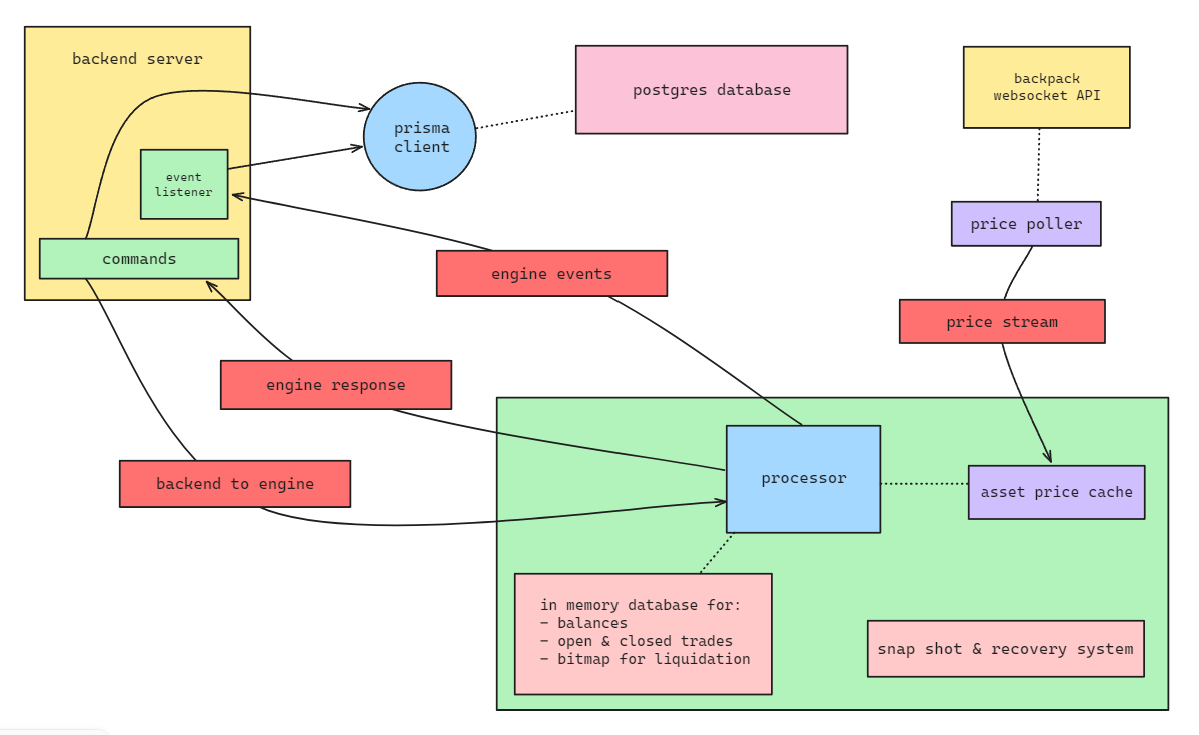 backend server
postgres database
backpack
websocket API
prisma
client
event
listener
price poller
commands
engine events
price stream
engine response
processor
backend to engine
asset price cache
in memory database for:
- balances
- open & closed trades
- bitmap for liquidation
snap shot & recovery system